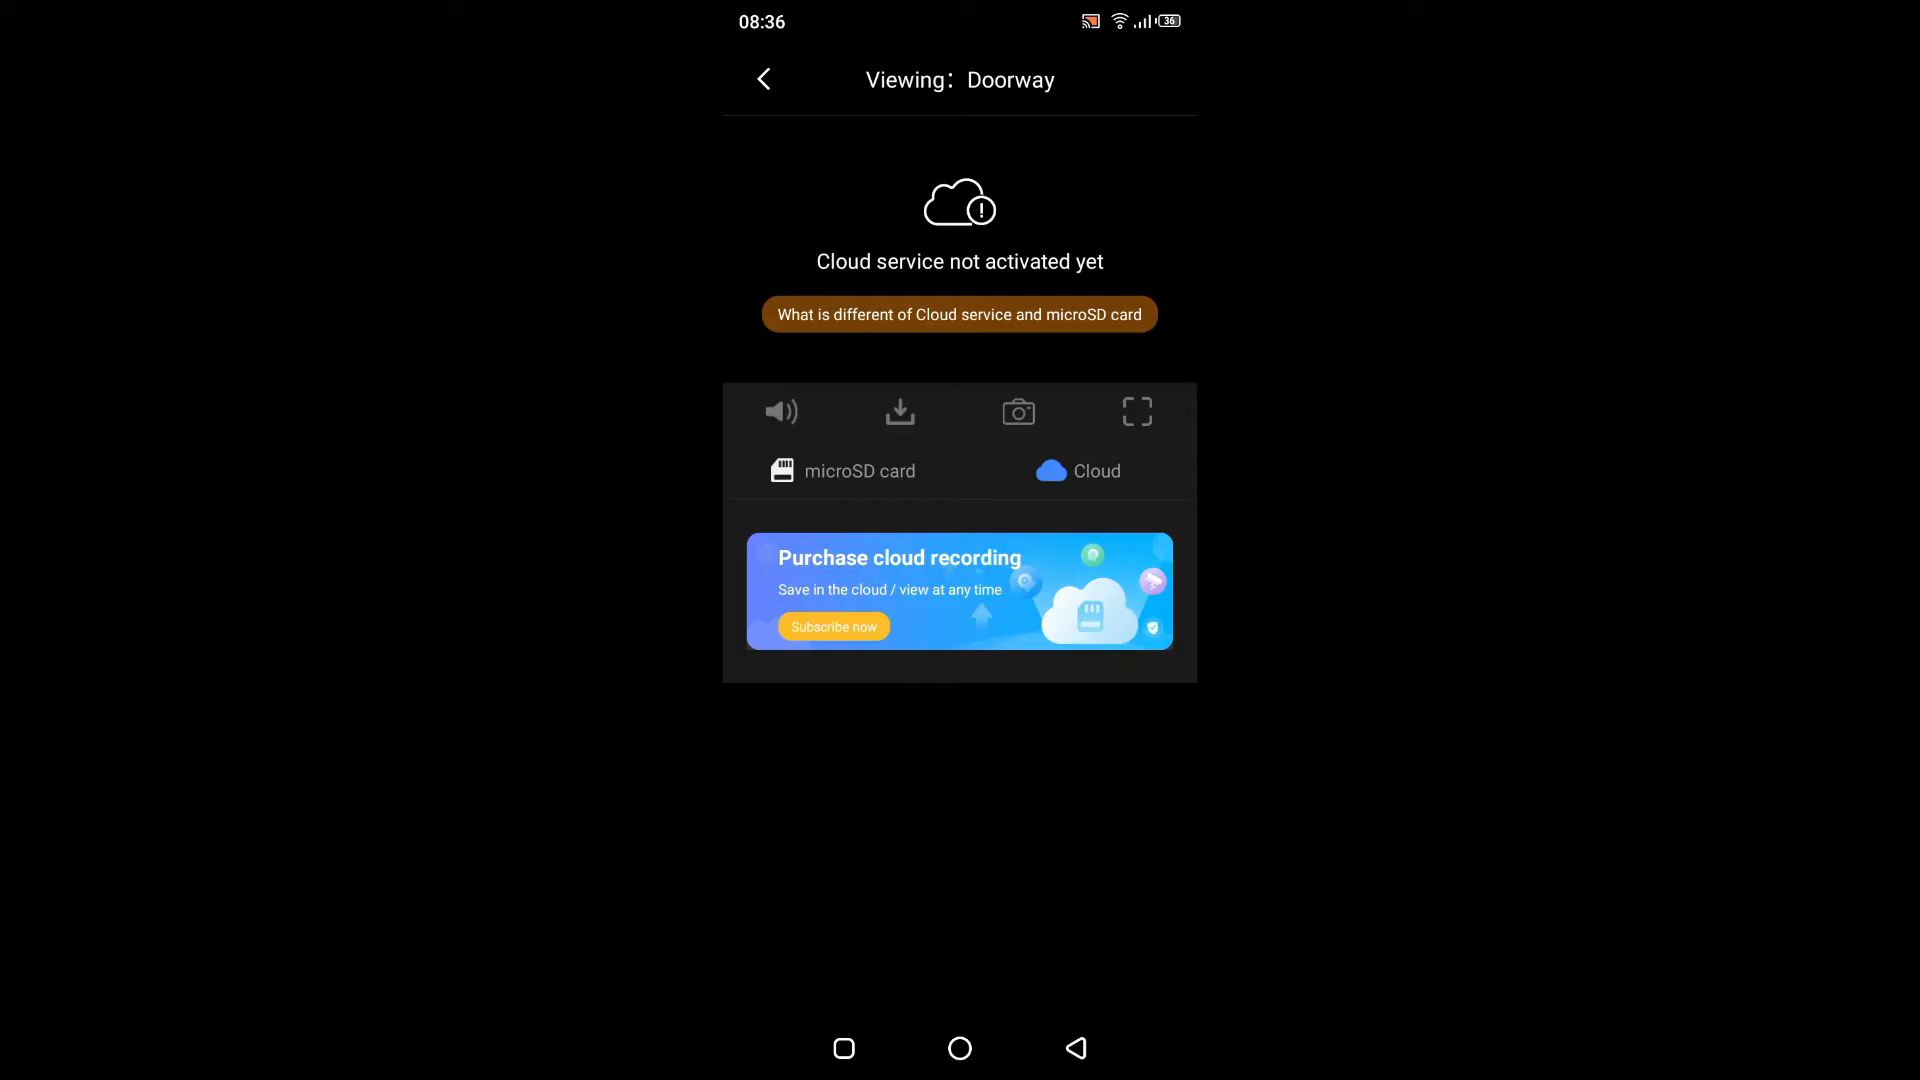 08:36
36
Viewing: Doorway
Cloud service not activated yet
What is different of Cloud service and microSD card
microSD card
Cloud
Purchase cloud recording
Save in the cloud / view at any time
Subscribe now